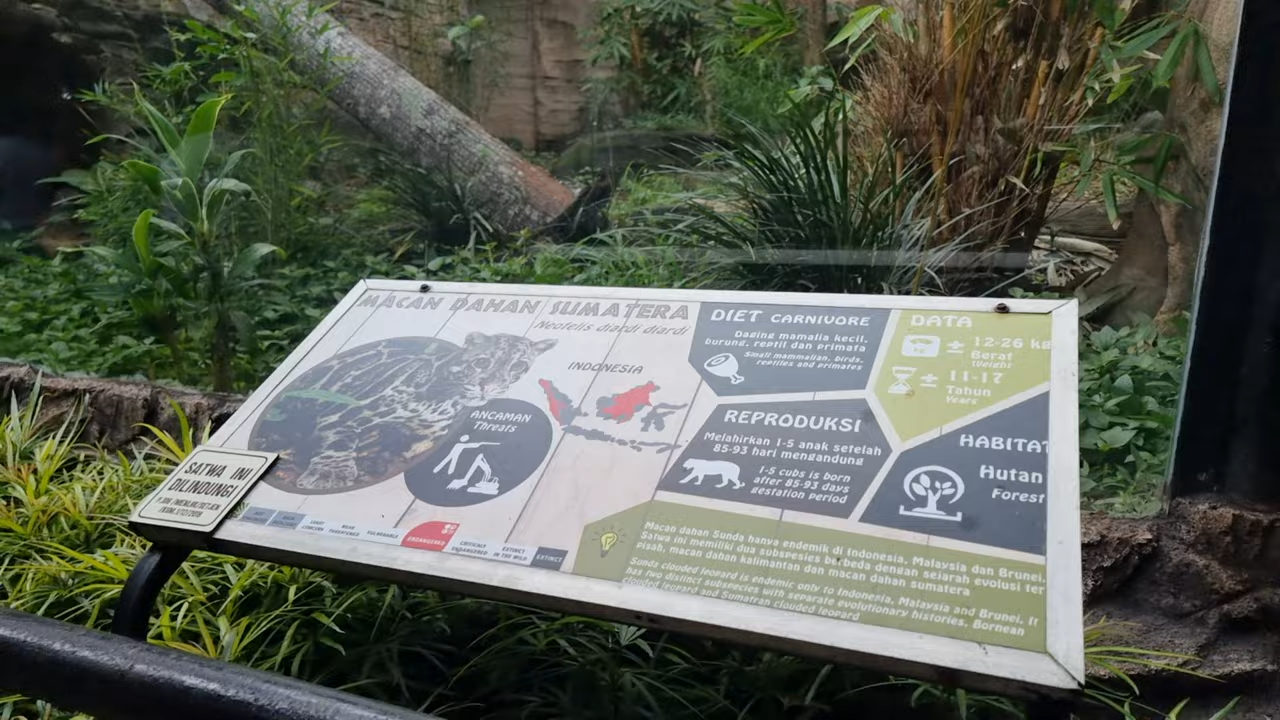 MACAN DAHAN SUMATERA
Neofelis diardi diardi
INDONESIA
ANCAMAN
Threats
DIET CARNIVORE
Daging mamalia kecil,
burung, reptil dan primata
Small mammalian, birds,
reptiles and primates
DATA
± 12-26 kg
Berat
Weight
± 11-17
Tahun
Years
REPRODUKSI
Melahirkan 1-5 anak setelah
85-93 hari mengandung
1-5 cubs is born
after 85-93 days
gestation period
HABITAT
Hutan
Forest
SATWA INI
DILINDUNGI
LEAST
CONCERN
NEAR
THREATENED
VULNERABLE
ENDANGERED
CRITICALLY
ENDANGERED
EXTINCT
IN THE WILD
EXTINCT
Macan dahan Sunda hanya endemik di Indonesia, Malaysia dan Brunei.
Satwa ini memiliki dua subspesies berbeda dengan sejarah evolusi ter
pisah, macan dahan kalimantan dan macan dahan sumatera
Sunda clouded leopard is endemic only to Indonesia, Malaysia and Brunei. It
has two distinct subspecies with separate evolutionary histories, Bornean
clouded leopard and Sumatran clouded leopard